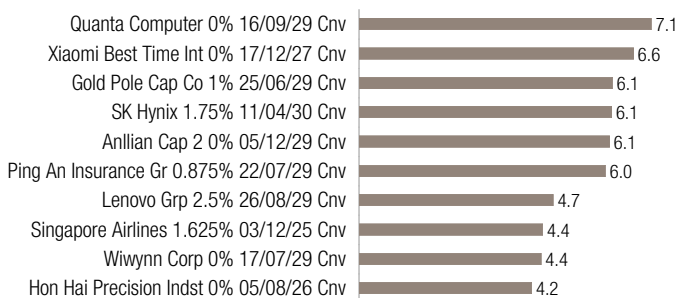 Quanta Computer 0% 16/09/29 Cnv 7.1
Xiaomi Best Time Int 0% 17/12/27 Cnv 6.6
Gold Pole Cap Co 1% 25/06/29 Cnv 6.1
SK Hynix 1.75% 11/04/30 Cnv 6.1
Anllian Cap 2 0% 05/12/29 Cnv 6.1
Ping An Insurance Gr 0.875% 22/07/29 Cnv 6.0
Lenovo Grp 2.5% 26/08/29 Cnv 4.7
Singapore Airlines 1.625% 03/12/25 Cnv 4.4
Wiwynn Corp 0% 17/07/29 Cnv 4.4
Hon Hai Precision Indst 0% 05/08/26 Cnv 4.2